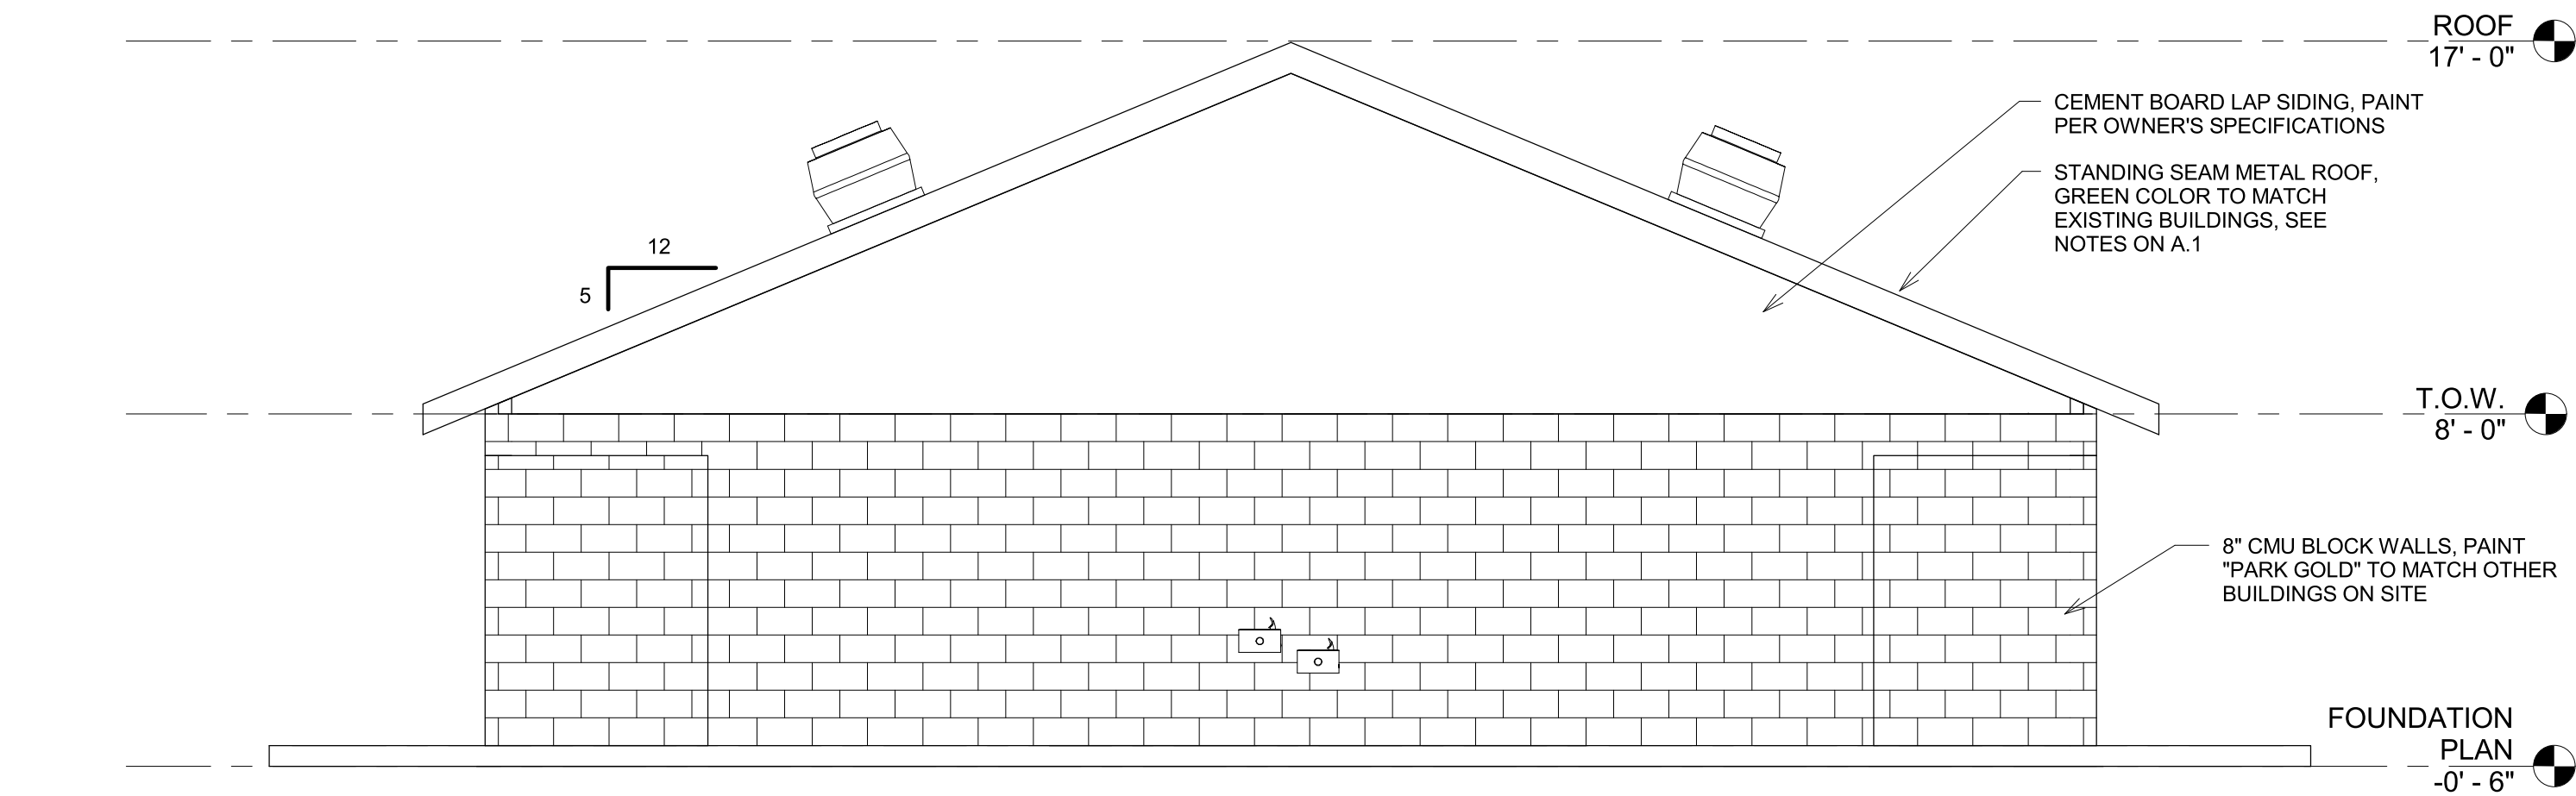 ROOF
17' - 0"
CEMENT BOARD LAP SIDING, PAINT
PER OWNER'S SPECIFICATIONS
STANDING SEAM METAL ROOF,
GREEN COLOR TO MATCH
EXISTING BUILDINGS, SEE
NOTES ON A.1
12
5
T.O.W.
8' - 0"
8" CMU BLOCK WALLS, PAINT
"PARK GOLD" TO MATCH OTHER
BUILDINGS ON SITE
FOUNDATION
PLAN
-0' - 6"